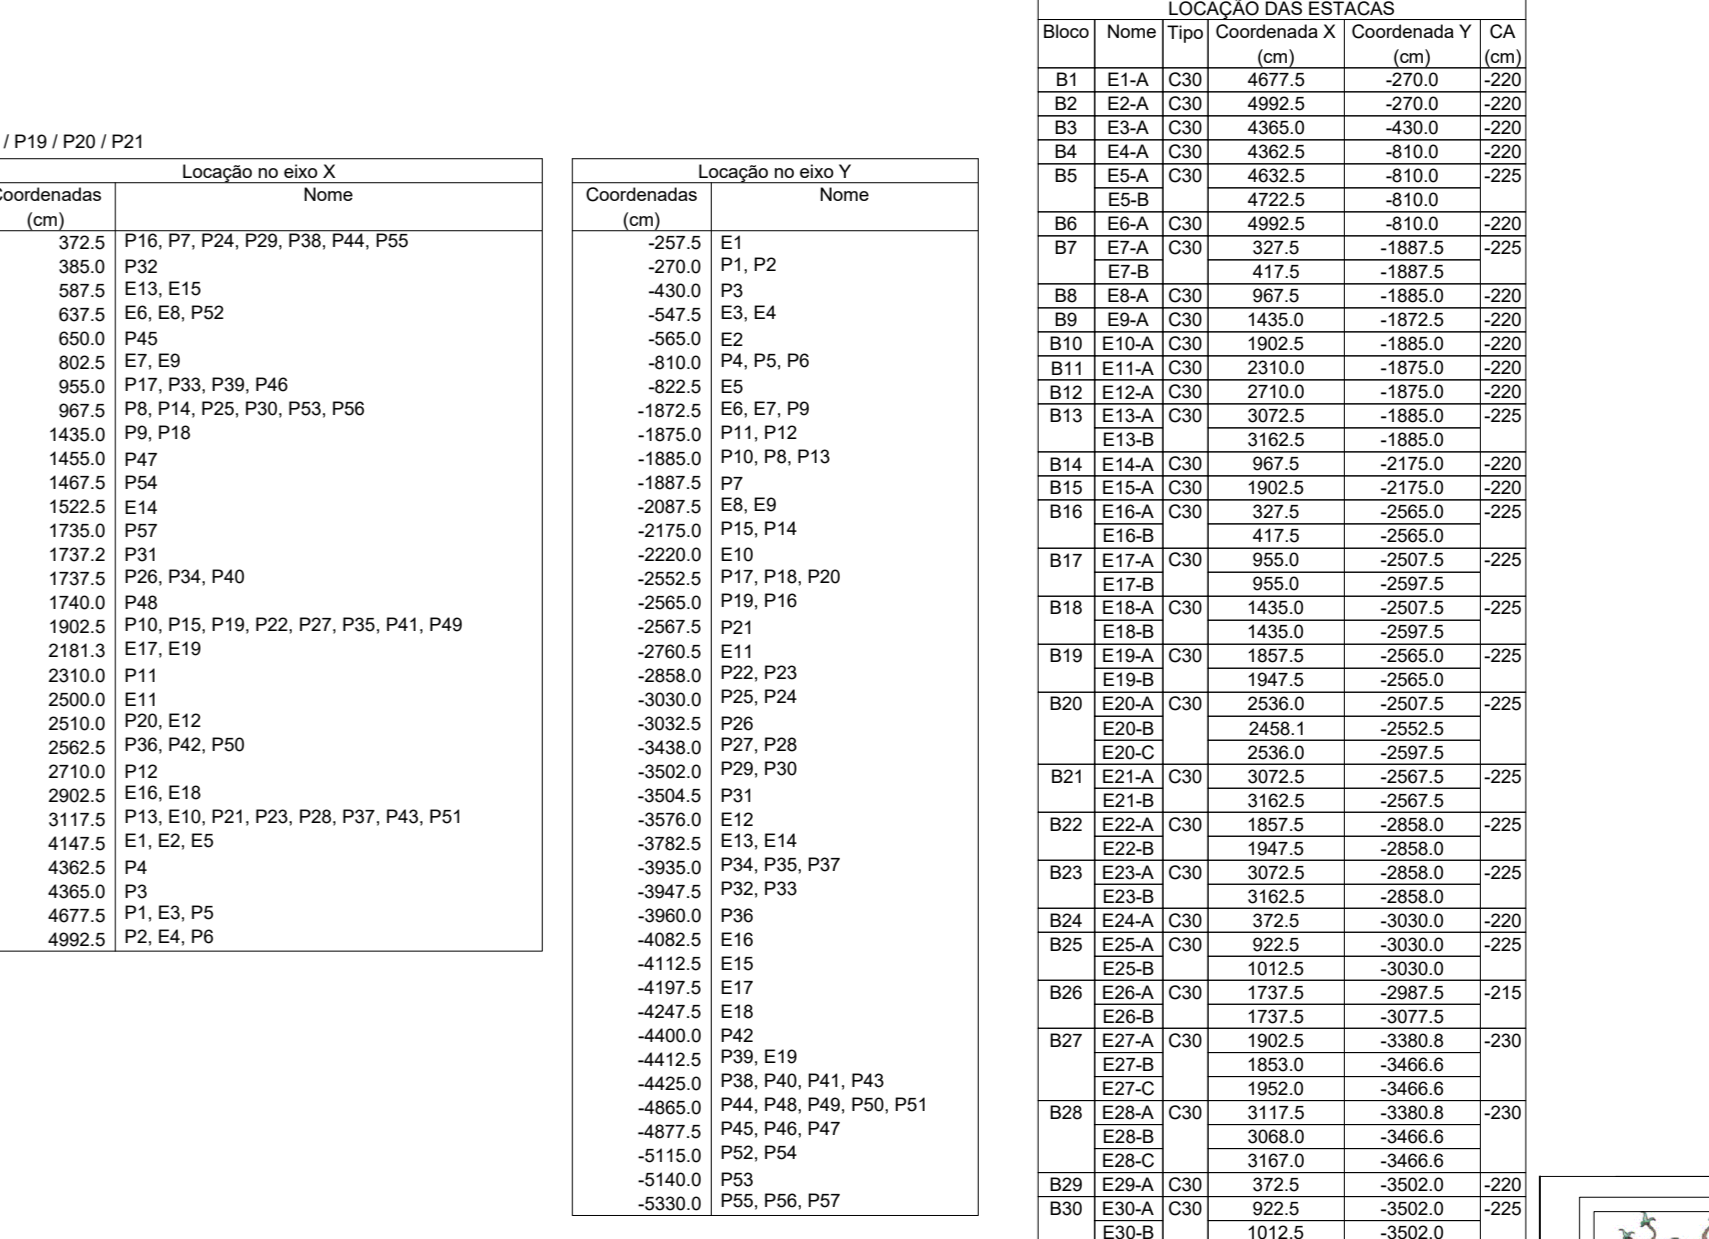 / P19 / P20 / P21
Locação no eixo X
Coordenadas Nome
(cm)
372.5 P16, P7, P24, P29, P38, P44, P55
385.0 P32
587.5 E13, E15
637.5 E6, E8, P52
650.0 P45
802.5 E7, E9
955.0 P17, P33, P39, P46
967.5 P8, P14, P25, P30, P53, P56
1435.0 P9, P18
1455.0 P47
1467.5 P54
1522.5 E14
1735.0 P57
1737.2 P31
1737.5 P26, P34, P40
1740.0 P48
1902.5 P10, P15, P19, P22, P27, P35, P41, P49
2181.3 E17, E19
2310.0 P11
2500.0 E11
2510.0 P20, E12
2562.5 P36, P42, P50
2710.0 P12
2902.5 E16, E18
3117.5 P13, E10, P21, P23, P28, P37, P43, P51
4147.5 E1, E2, E5
4362.5 P4
4365.0 P3
4677.5 P1, E3, P5
4992.5 P2, E4, P6
Locação no eixo Y
Coordenadas Nome
(cm)
-257.5 E1
-270.0 P1, P2
-430.0 P3
-547.5 E3, E4
-565.0 E2
-810.0 P4, P5, P6
-822.5 E5
-1872.5 E6, E7, P9
-1875.0 P11, P12
-1885.0 P10, P8, P13
-1887.5 P7
-2087.5 E8, E9
-2175.0 P15, P14
-2220.0 E10
-2552.5 P17, P18, P20
-2565.0 P19, P16
-2567.5 P21
-2760.5 E11
-2858.0 P22, P23
-3030.0 P25, P24
-3032.5 P26
-3438.0 P27, P28
-3502.0 P29, P30
-3504.5 P31
-3576.0 E12
-3782.5 E13, E14
-3935.0 P34, P35, P37
-3947.5 P32, P33
-3960.0 P36
-4082.5 E16
-4112.5 E15
-4197.5 E17
-4247.5 E18
-4400.0 P42
-4412.5 P39, E19
-4425.0 P38, P40, P41, P43
-4865.0 P44, P48, P49, P50, P51
-4877.5 P45, P46, P47
-5115.0 P52, P54
-5140.0 P53
-5330.0 P55, P56, P57
LOCAÇÃO DAS ESTACAS
Bloco Nome Tipo Coordenada X Coordenada Y CA
(cm) (cm) (cm)
B1 E1-A C30 4677.5 -270.0 -220
B2 E2-A C30 4992.5 -270.0 -220
B3 E3-A C30 4365.0 -430.0 -220
B4 E4-A C30 4362.5 -810.0 -220
B5 E5-A C30 4632.5 -810.0 -225
E5-B 4722.5 -810.0
B6 E6-A C30 4992.5 -810.0 -220
B7 E7-A C30 327.5 -1887.5 -225
E7-B 417.5 -1887.5
B8 E8-A C30 967.5 -1885.0 -220
B9 E9-A C30 1435.0 -1872.5 -220
B10 E10-A C30 1902.5 -1885.0 -220
B11 E11-A C30 2310.0 -1875.0 -220
B12 E12-A C30 2710.0 -1875.0 -220
B13 E13-A C30 3072.5 -1885.0 -225
E13-B 3162.5 -1885.0
B14 E14-A C30 967.5 -2175.0 -220
B15 E15-A C30 1902.5 -2175.0 -220
B16 E16-A C30 327.5 -2565.0 -225
E16-B 417.5 -2565.0
B17 E17-A C30 955.0 -2507.5 -225
E17-B 955.0 -2597.5
B18 E18-A C30 1435.0 -2507.5 -225
E18-B 1435.0 -2597.5
B19 E19-A C30 1857.5 -2565.0 -225
E19-B 1947.5 -2565.0
B20 E20-A C30 2536.0 -2507.5 -225
E20-B 2458.1 -2552.5
E20-C 2536.0 -2597.5
B21 E21-A C30 3072.5 -2567.5 -225
E21-B 3162.5 -2567.5
B22 E22-A C30 1857.5 -2858.0 -225
E22-B 1947.5 -2858.0
B23 E23-A C30 3072.5 -2858.0 -225
E23-B 3162.5 -2858.0
B24 E24-A C30 372.5 -3030.0 -220
B25 E25-A C30 922.5 -3030.0 -225
E25-B 1012.5 -3030.0
B26 E26-A C30 1737.5 -2987.5 -215
E26-B 1737.5 -3077.5
B27 E27-A C30 1902.5 -3380.8 -230
E27-B 1853.0 -3466.6
E27-C 1952.0 -3466.6
B28 E28-A C30 3117.5 -3380.8 -230
E28-B 3068.0 -3466.6
E28-C 3167.0 -3466.6
B29 E29-A C30 372.5 -3502.0 -220
B30 E30-A C30 922.5 -3502.0 -225
E30-B 1012.5 -3502.0